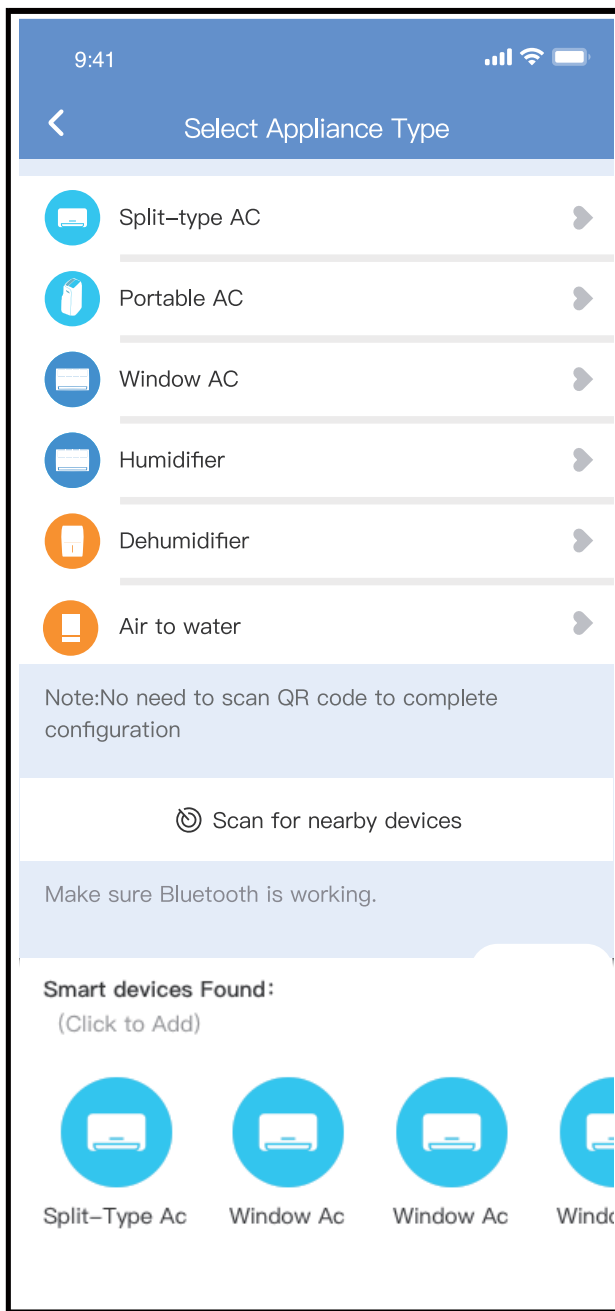 9:41
Select Appliance Type
Split-type AC
Portable AC
Window AC
Humidifier
Dehumidifier
Air to water
Note:No need to scan QR code to complete
configuration
Scan for nearby devices
Make sure Bluetooth is working.
Smart devices Found:
(Click to Add)
Split-Type Ac Window Ac Window Ac